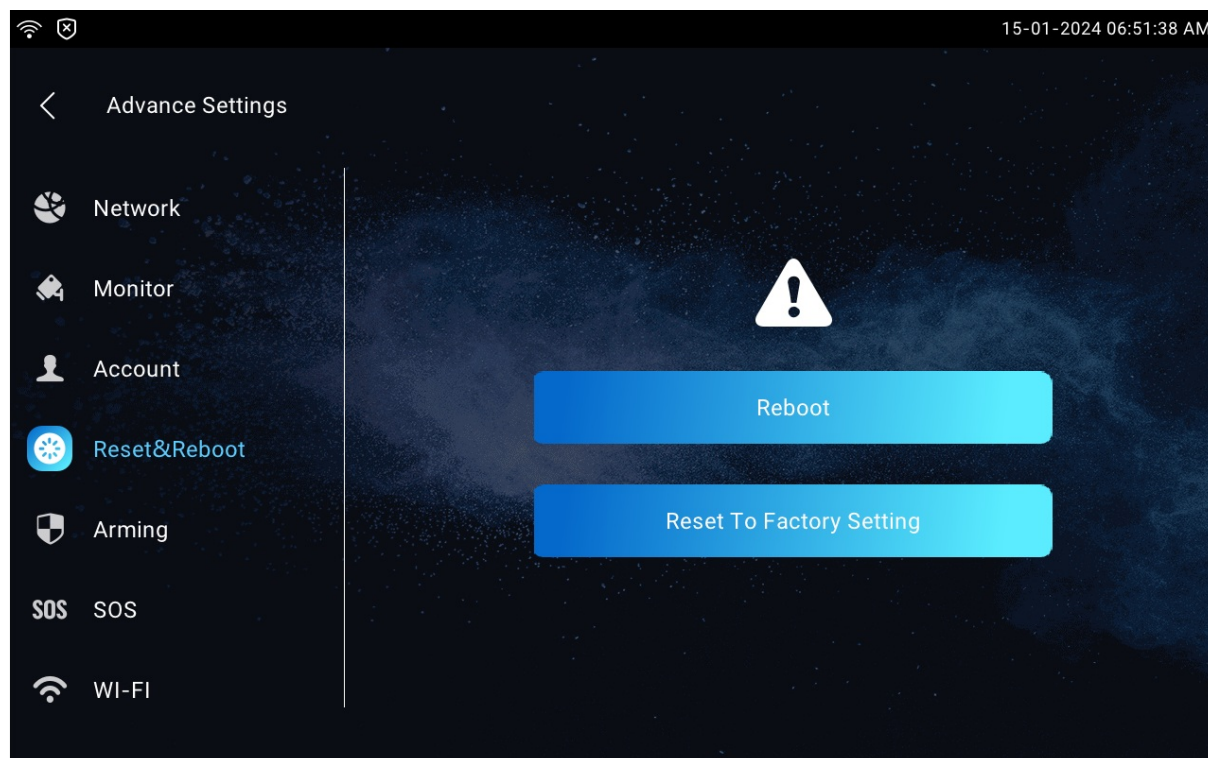 15-01-2024 06:51:38 AM
Advance Settings
Network
Monitor
Account
Reset&Reboot
Arming
SOS SOS
WI-FI
Reboot
Reset To Factory Setting